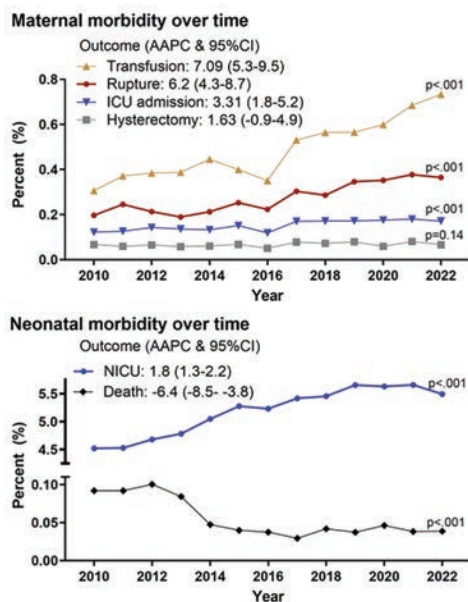 Maternal morbidity over time
Outcome (AAPC & 95%CI)
Transfusion: 7.09 (5.3-9.5)
Rupture: 6.2 (4.3-8.7)
ICU admission: 3.31 (1.8-5.2)
Hysterectomy: 1.63 (-0.9-4.9)
Percent (%)
0.8
0.6
0.4
0.2
0.0
p<.001
p<.001
p<.001
p=0.14
2010 2012 2014 2016 2018 2020 2022
Year
Neonatal morbidity over time
Outcome (AAPC & 95%CI)
NICU: 1.8 (1.3-2.2)
Death: -6.4 (-8.5- -3.8)
Percent (%)
5.5
4.5
0.10
0.05
0.00
p<.001
p<.001
2010 2012 2014 2016 2018 2020 2022
Year